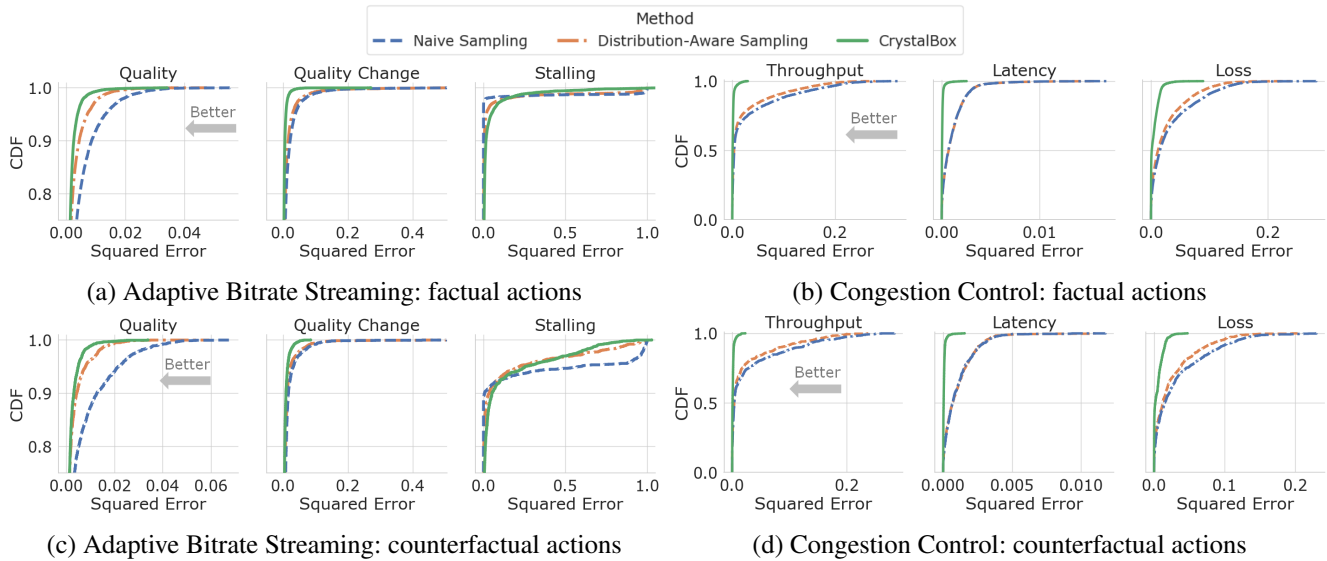 Method
Naive Sampling Distribution-Aware Sampling CrystalBox
Quality Quality Change Stalling
CDF
1.0
0.9
0.8
Better
0.00 0.02 0.04 0.0 0.2 0.4 0.0 0.5 1.0
Squared Error Squared Error Squared Error
(a) Adaptive Bitrate Streaming: factual actions
Throughput Latency Loss
CDF
1.0
0.5
0.0
Better
0.0 0.2 0.00 0.01 0.0 0.2
Squared Error Squared Error Squared Error
(b) Congestion Control: factual actions
Quality Quality Change Stalling
CDF
1.0
0.9
0.8
Better
0.00 0.02 0.04 0.06 0.0 0.2 0.4 0.0 0.5 1.0
Squared Error Squared Error Squared Error
(c) Adaptive Bitrate Streaming: counterfactual actions
Throughput Latency Loss
CDF
1.0
0.5
0.0
Better
0.0 0.2 0.000 0.005 0.010 0.0 0.1 0.2
Squared Error Squared Error Squared Error
(d) Congestion Control: counterfactual actions